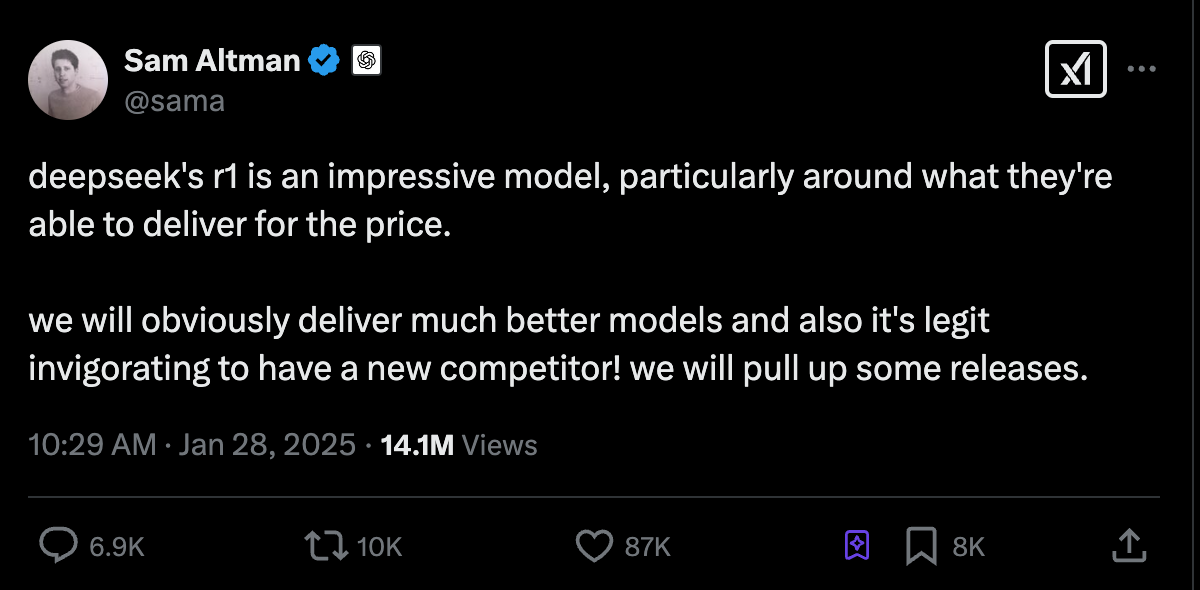 Sam Altman
@sama
deepseek's r1 is an impressive model, particularly around what they're
able to deliver for the price.
we will obviously deliver much better models and also it's legit
invigorating to have a new competitor! we will pull up some releases.
10:29 AM · Jan 28, 2025 · 14.1M Views
6.9K 10K 87K 8K